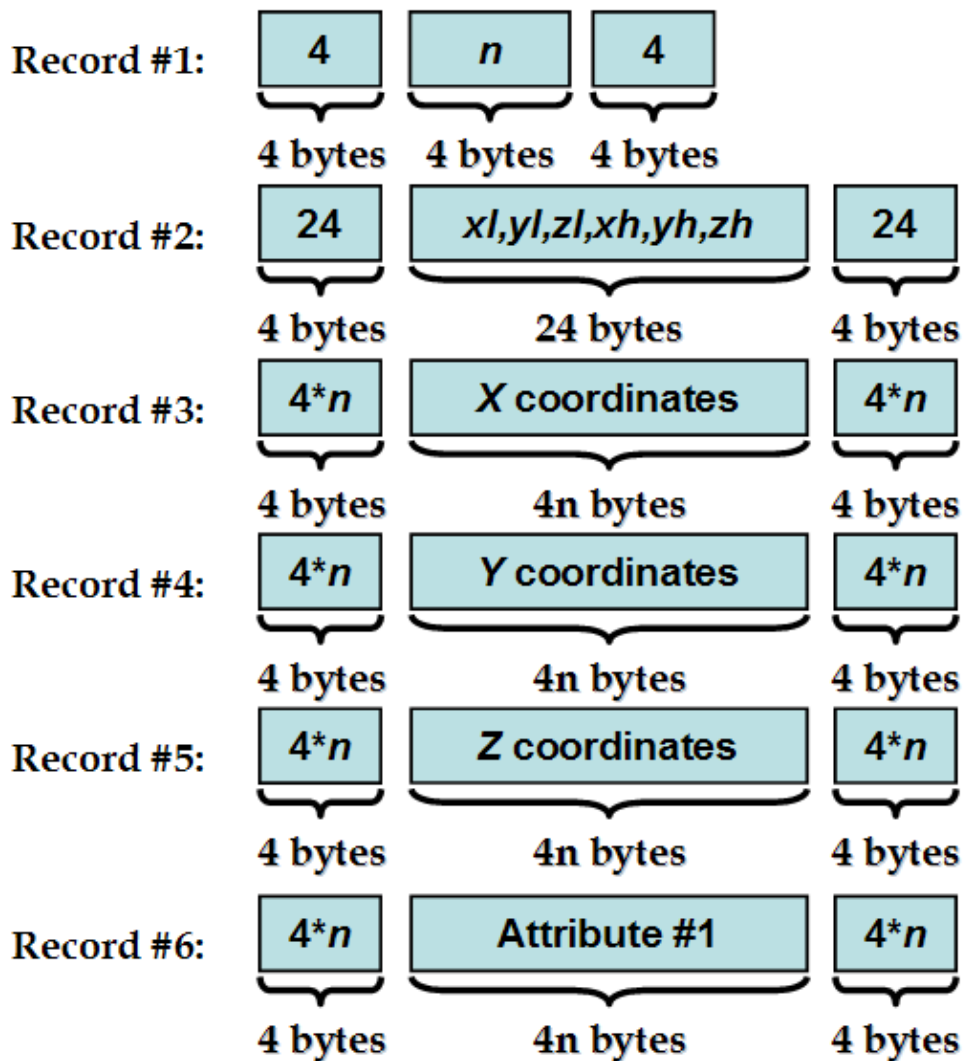 Record #1: 4 n 4
4 bytes 4 bytes 4 bytes
Record #2: 24 xl,yl,zl,xh,yh,zh 24
4 bytes 24 bytes 4 bytes
Record #3: 4*n X coordinates 4*n
4 bytes 4n bytes 4 bytes
Record #4: 4*n Y coordinates 4*n
4 bytes 4n bytes 4 bytes
Record #5: 4*n Z coordinates 4*n
4 bytes 4n bytes 4 bytes
Record #6: 4*n Attribute #1 4*n
4 bytes 4n bytes 4 bytes